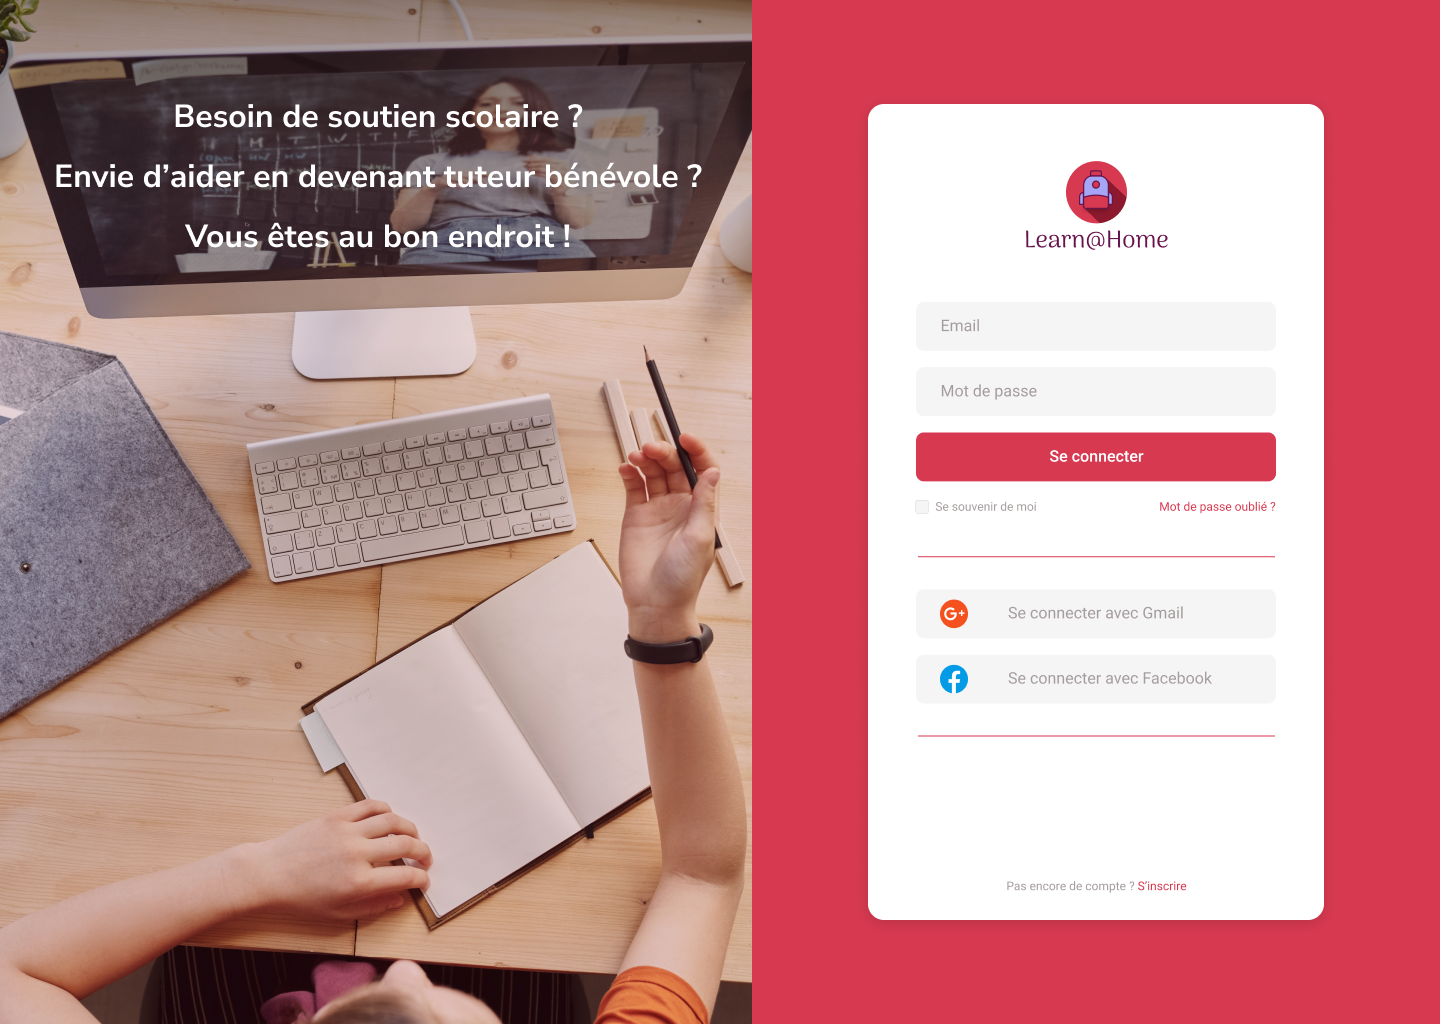 Besoin de soutien scolaire ?
Envie d’aider en devenant tuteur bénévole ?
Vous êtes au bon endroit !
Learn@Home
Email
Mot de passe
Se connecter
Se souvenir de moi
Mot de passe oublié ?
G+
Se connecter avec Gmail
Se connecter avec Facebook
Pas encore de compte ? S’inscrire